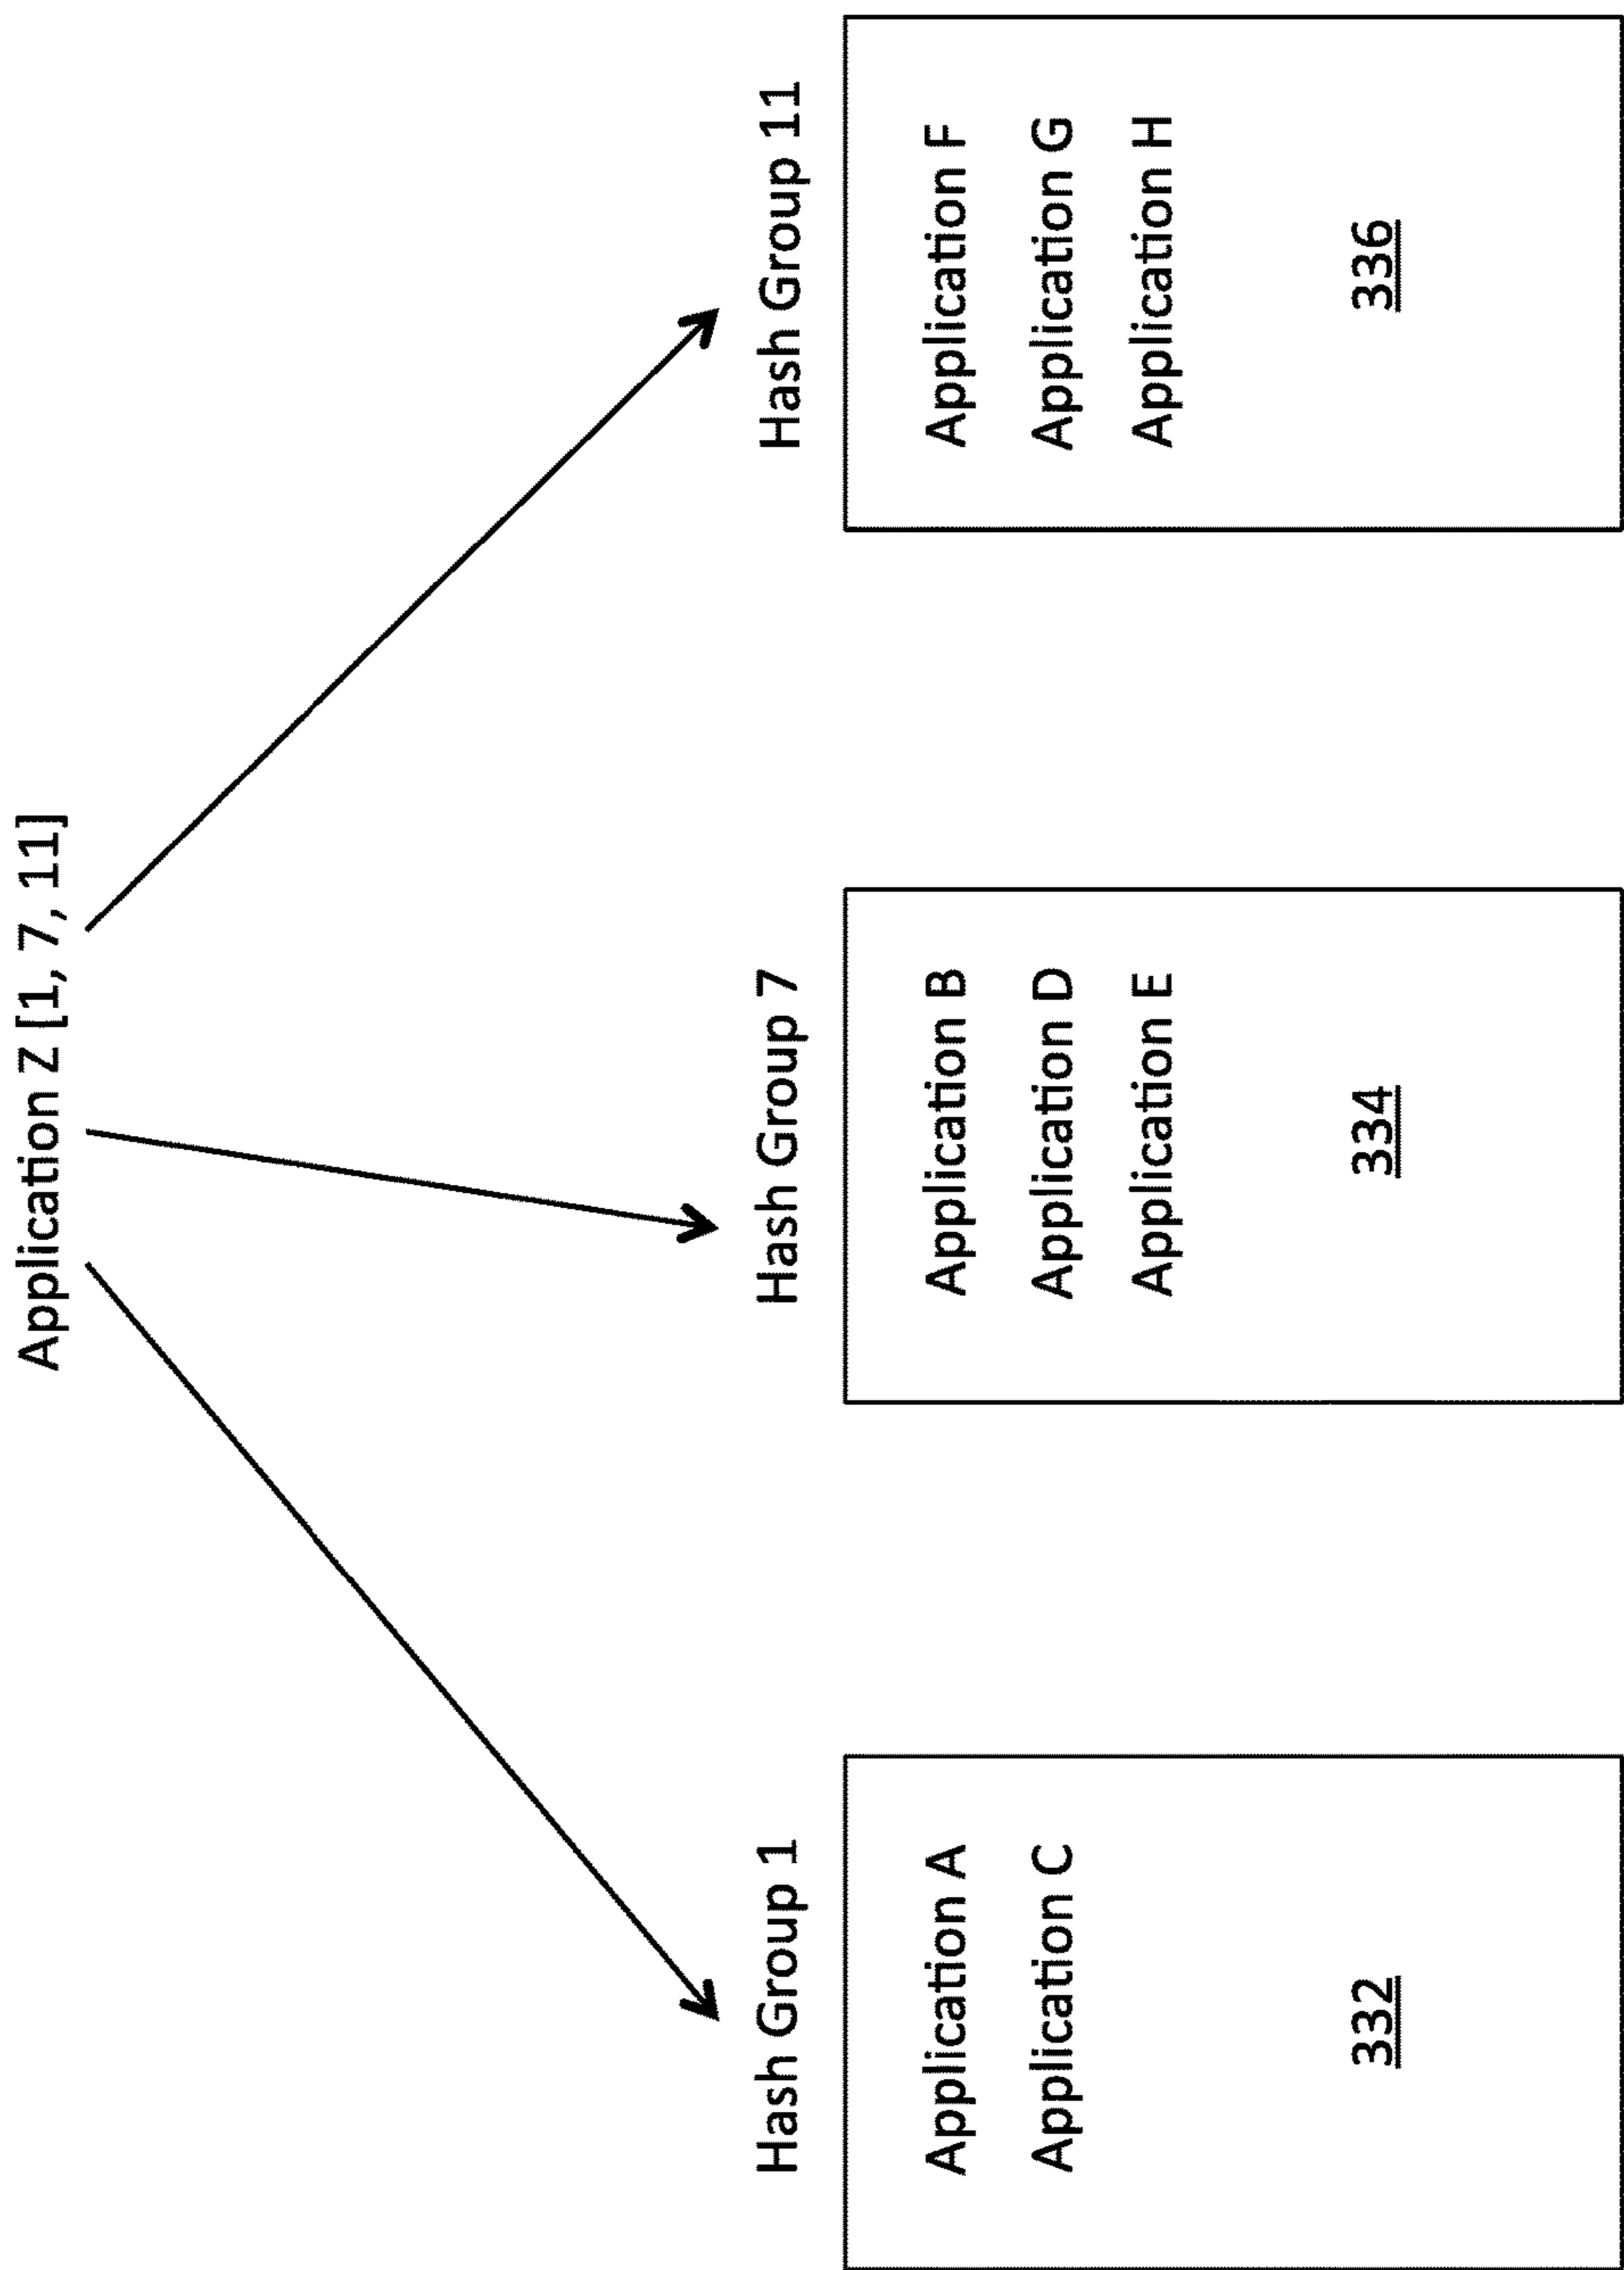 Application Z [1, 7, 11]
Hash Group 1
Application A
Application C
332
Hash Group 7
Application B
Application D
Application E
334
Hash Group 11
Application F
Application G
Application H
336